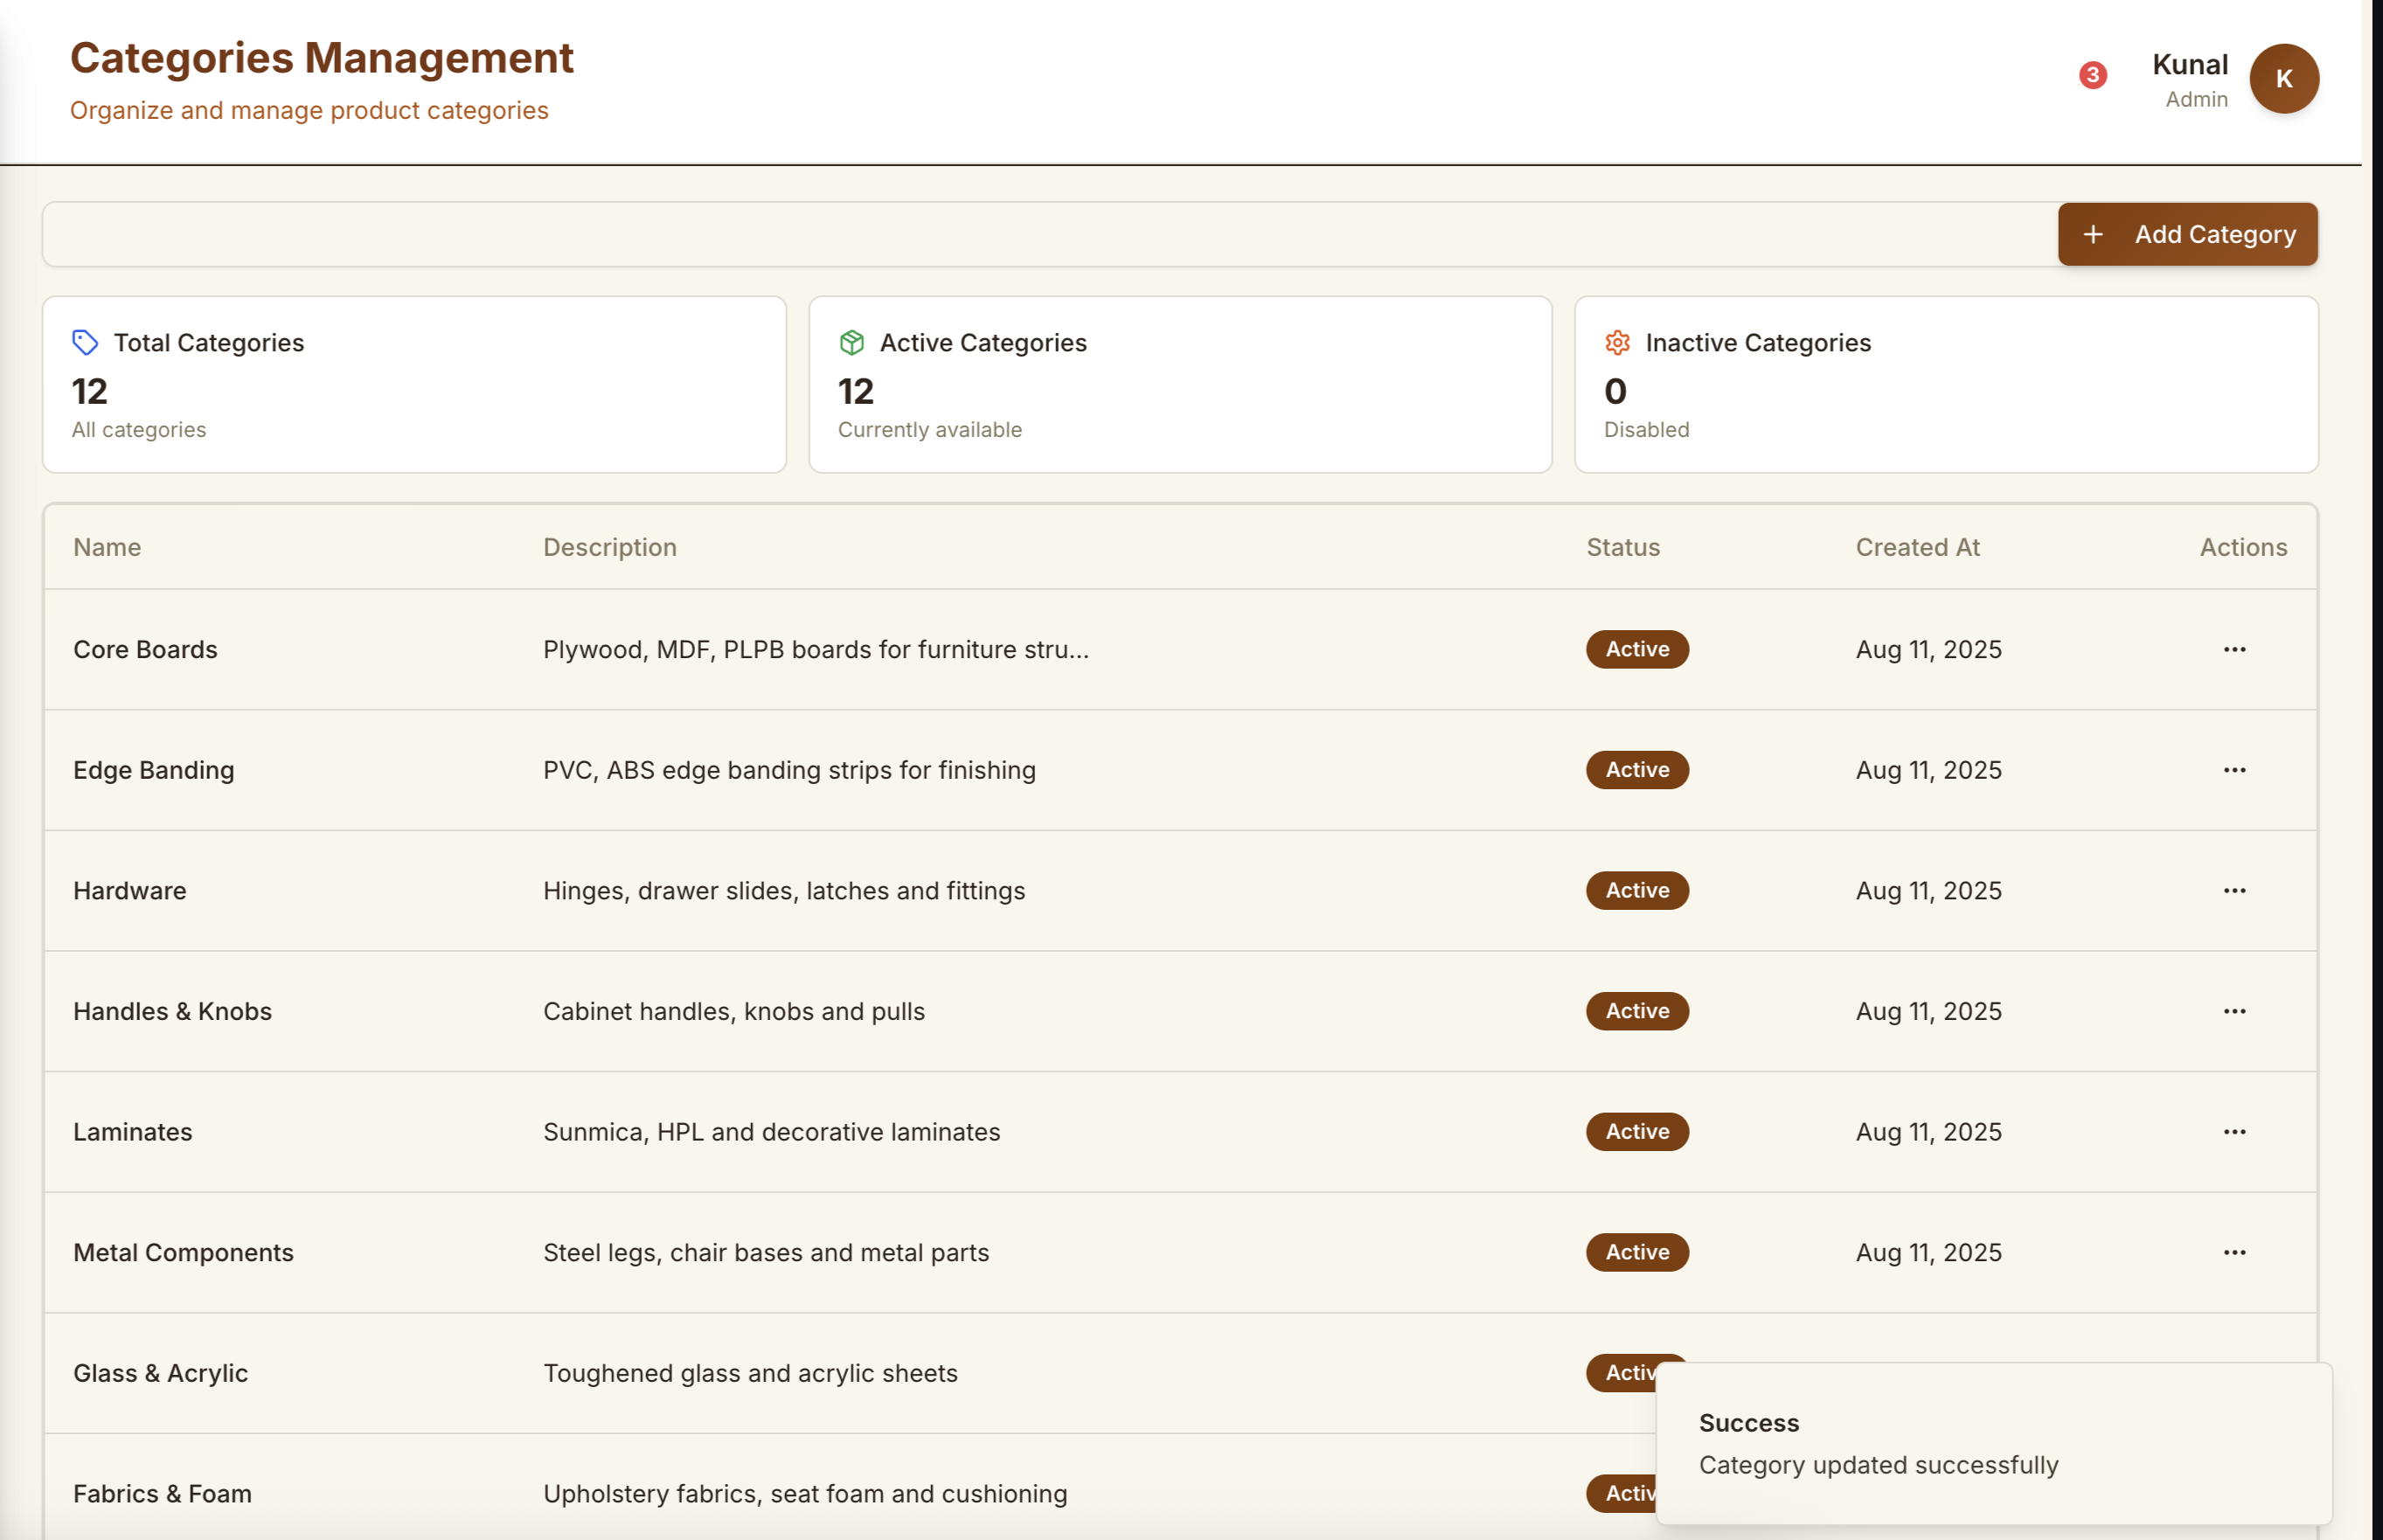 Categories Management
Organize and manage product categories
3
Kunal
Admin
K
+ Add Category
Total Categories
12
All categories
Active Categories
12
Currently available
Inactive Categories
0
Disabled
Name Description Status Created At Actions
Core Boards Plywood, MDF, PLPB boards for furniture stru... Active Aug 11, 2025 ...
Edge Banding PVC, ABS edge banding strips for finishing Active Aug 11, 2025 ...
Hardware Hinges, drawer slides, latches and fittings Active Aug 11, 2025 ...
Handles & Knobs Cabinet handles, knobs and pulls Active Aug 11, 2025 ...
Laminates Sunmica, HPL and decorative laminates Active Aug 11, 2025 ...
Metal Components Steel legs, chair bases and metal parts Active Aug 11, 2025 ...
Glass & Acrylic Toughened glass and acrylic sheets Activ
Fabrics & Foam Upholstery fabrics, seat foam and cushioning Activ
Success
Category updated successfully